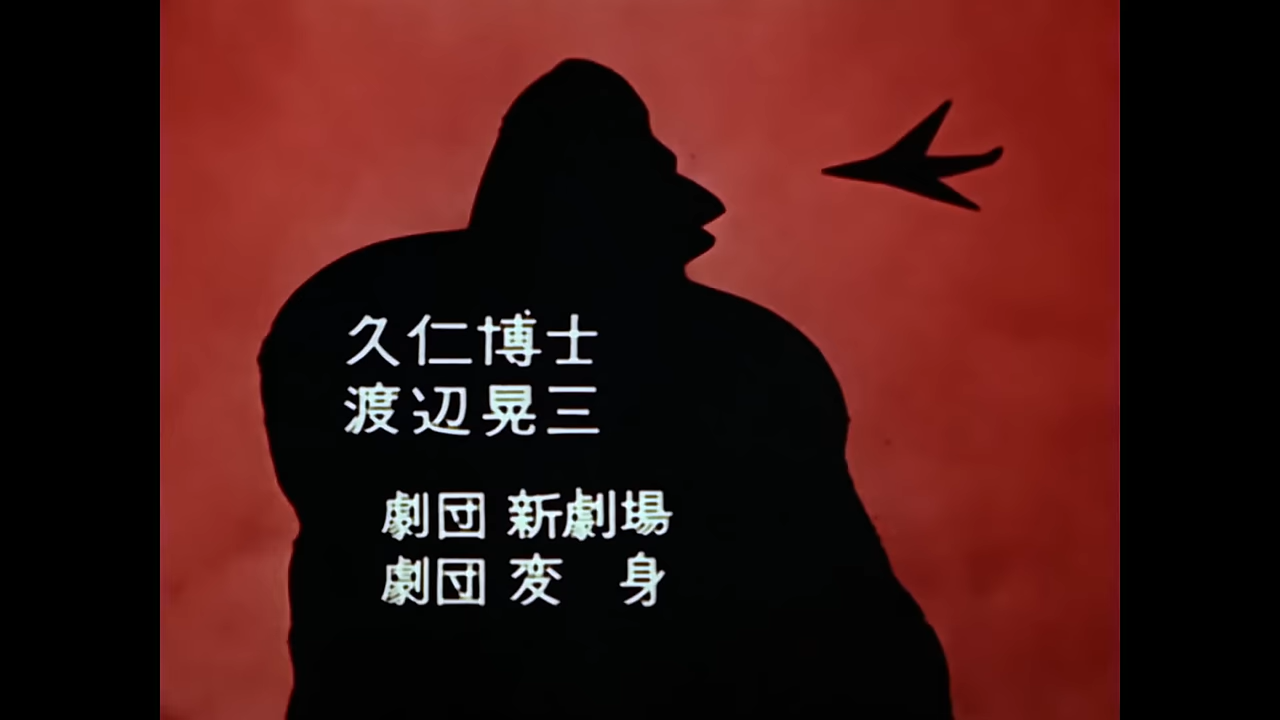 久仁博士
渡辺晃三
劇団 新劇場
劇団 変　身